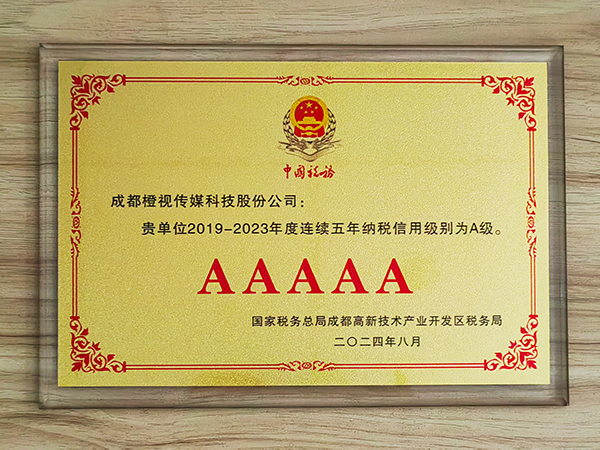 中国税务
成都橙视传媒科技股份公司：
贵单位2019-2023年度连续五年纳税信用级别为A级。
AAAAA
国家税务总局成都高新技术产业开发区税务局
二〇二四年八月